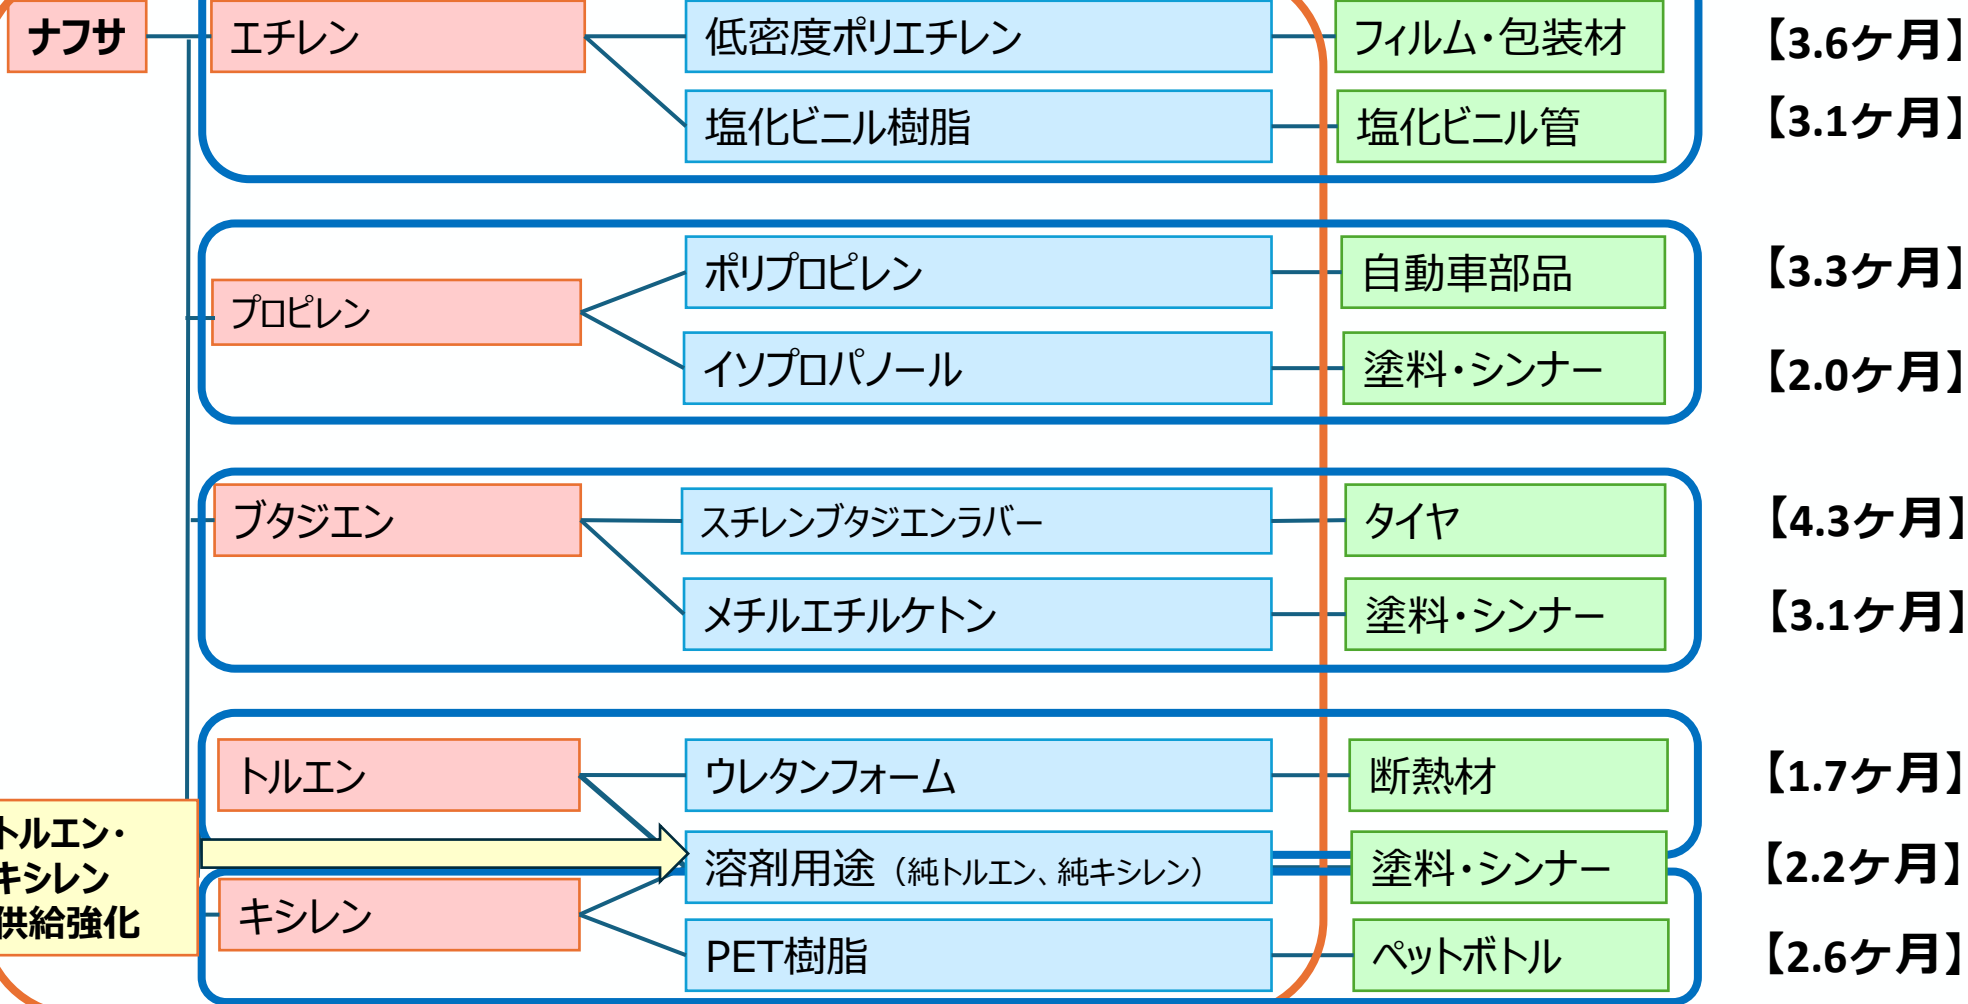 ナフサ
エチレン
低密度ポリエチレン
フィルム・包装材
【3.6ケ月】
塩化ビニル樹脂
塩化ビニル管
【3.1ケ月】
プロピレン
ポリプロピレン
自動車部品
【3.3ケ月】
イソプロパノール
塗料・シンナー
【2.0ケ月】
ブタジエン
スチレンブタジエンラバー
タイヤ
【4.3ケ月】
メチルエチルケトン
塗料・シンナー
【3.1ケ月】
トルエン
ウレタンフォーム
断熱材
【1.7ケ月】
トルエン・
キシレン
供給強化
溶剤用途（純トルエン、純キシレン）
塗料・シンナー
【2.2ケ月】
キシレン
PET樹脂
ペットボトル
【2.6ケ月】